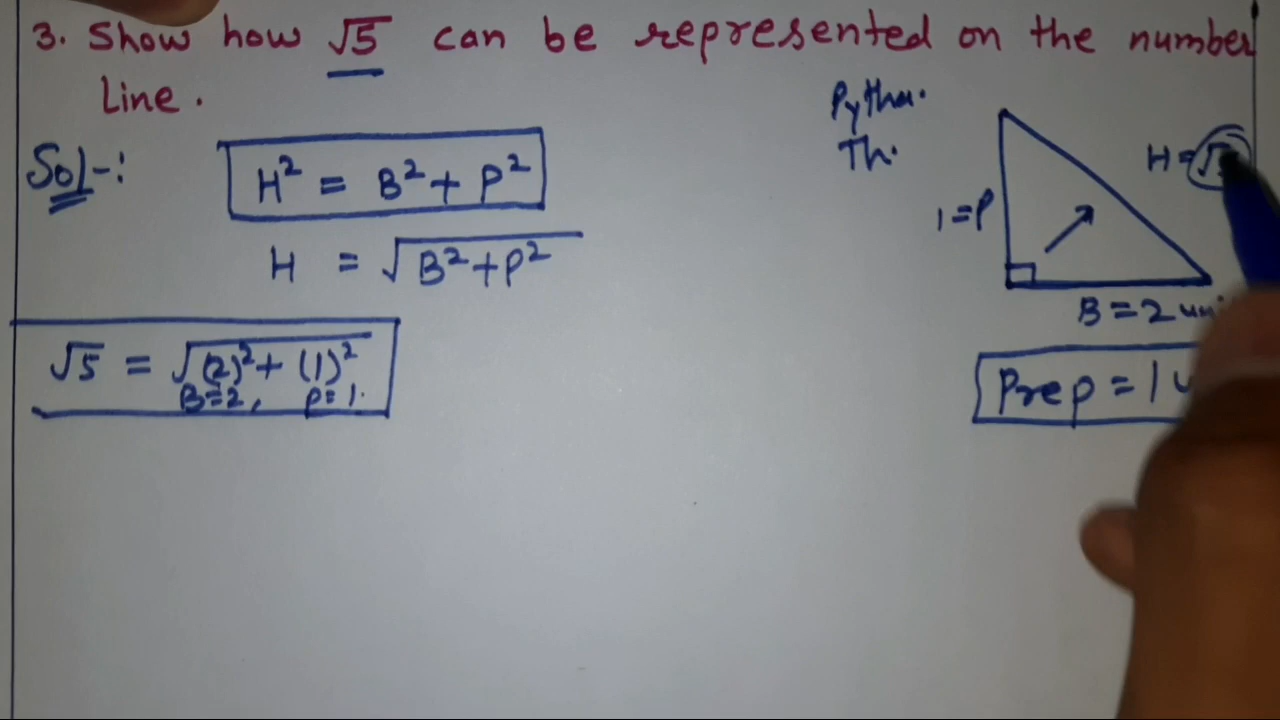 3. Show how √5 can be represented on the number
Line.
Sol-:
H² = B² + P²
H = √B²+P²
√5 = √(2)² + (1)²
B=2, P=1.
Pytha.
Th.
H =
1=P
B = 2
Prep = 1